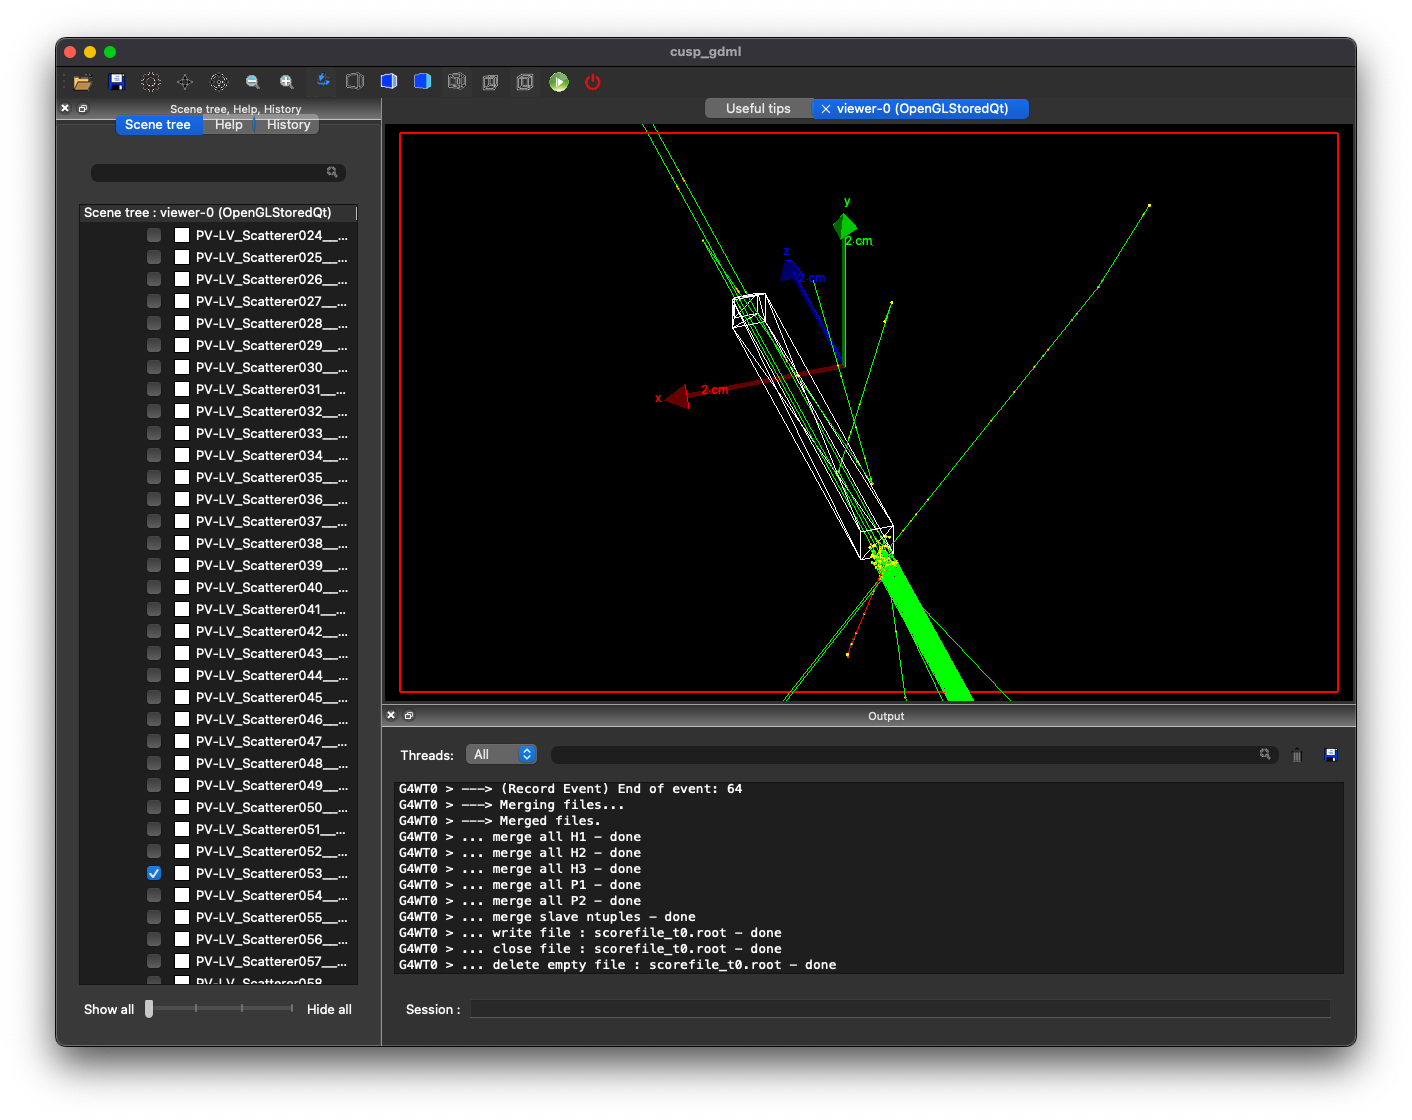 cusp_gdml
Scene tree, Help, History
Scene tree
Help
History
Scene tree : viewer-0 (OpenGLStoredQt)
PV-LV_Scatterer024__...
PV-LV_Scatterer025__...
PV-LV_Scatterer026__...
PV-LV_Scatterer027__...
PV-LV_Scatterer028__...
PV-LV_Scatterer029__...
PV-LV_Scatterer030__...
PV-LV_Scatterer031__...
PV-LV_Scatterer032__...
PV-LV_Scatterer033__...
PV-LV_Scatterer034__...
PV-LV_Scatterer035__...
PV-LV_Scatterer036__...
PV-LV_Scatterer037__...
PV-LV_Scatterer038__...
PV-LV_Scatterer039__...
PV-LV_Scatterer040__...
PV-LV_Scatterer041__...
PV-LV_Scatterer042__...
PV-LV_Scatterer043__...
PV-LV_Scatterer044__...
PV-LV_Scatterer045__...
PV-LV_Scatterer046__...
PV-LV_Scatterer047__...
PV-LV_Scatterer048__...
PV-LV_Scatterer049__...
PV-LV_Scatterer050__...
PV-LV_Scatterer051__...
PV-LV_Scatterer052__...
PV-LV_Scatterer053__...
PV-LV_Scatterer054__...
PV-LV_Scatterer055__...
PV-LV_Scatterer056__...
PV-LV_Scatterer057__...
PV-LV_Scatterer058__...
Show all
Hide all
Useful tips
viewer-0 (OpenGLStoredQt)
y
2 cm
z
2 cm
x
2 cm
Output
Threads:
All
G4WT0 > ---> (Record Event) End of event: 64
G4WT0 > ---> Merging files...
G4WT0 > ---> Merged files.
G4WT0 > ... merge all H1 - done
G4WT0 > ... merge all H2 - done
G4WT0 > ... merge all H3 - done
G4WT0 > ... merge all P1 - done
G4WT0 > ... merge all P2 - done
G4WT0 > ... merge slave ntuples - done
G4WT0 > ... write file : scorefile_t0.root - done
G4WT0 > ... close file : scorefile_t0.root - done
G4WT0 > ... delete empty file : scorefile_t0.root - done
Session :